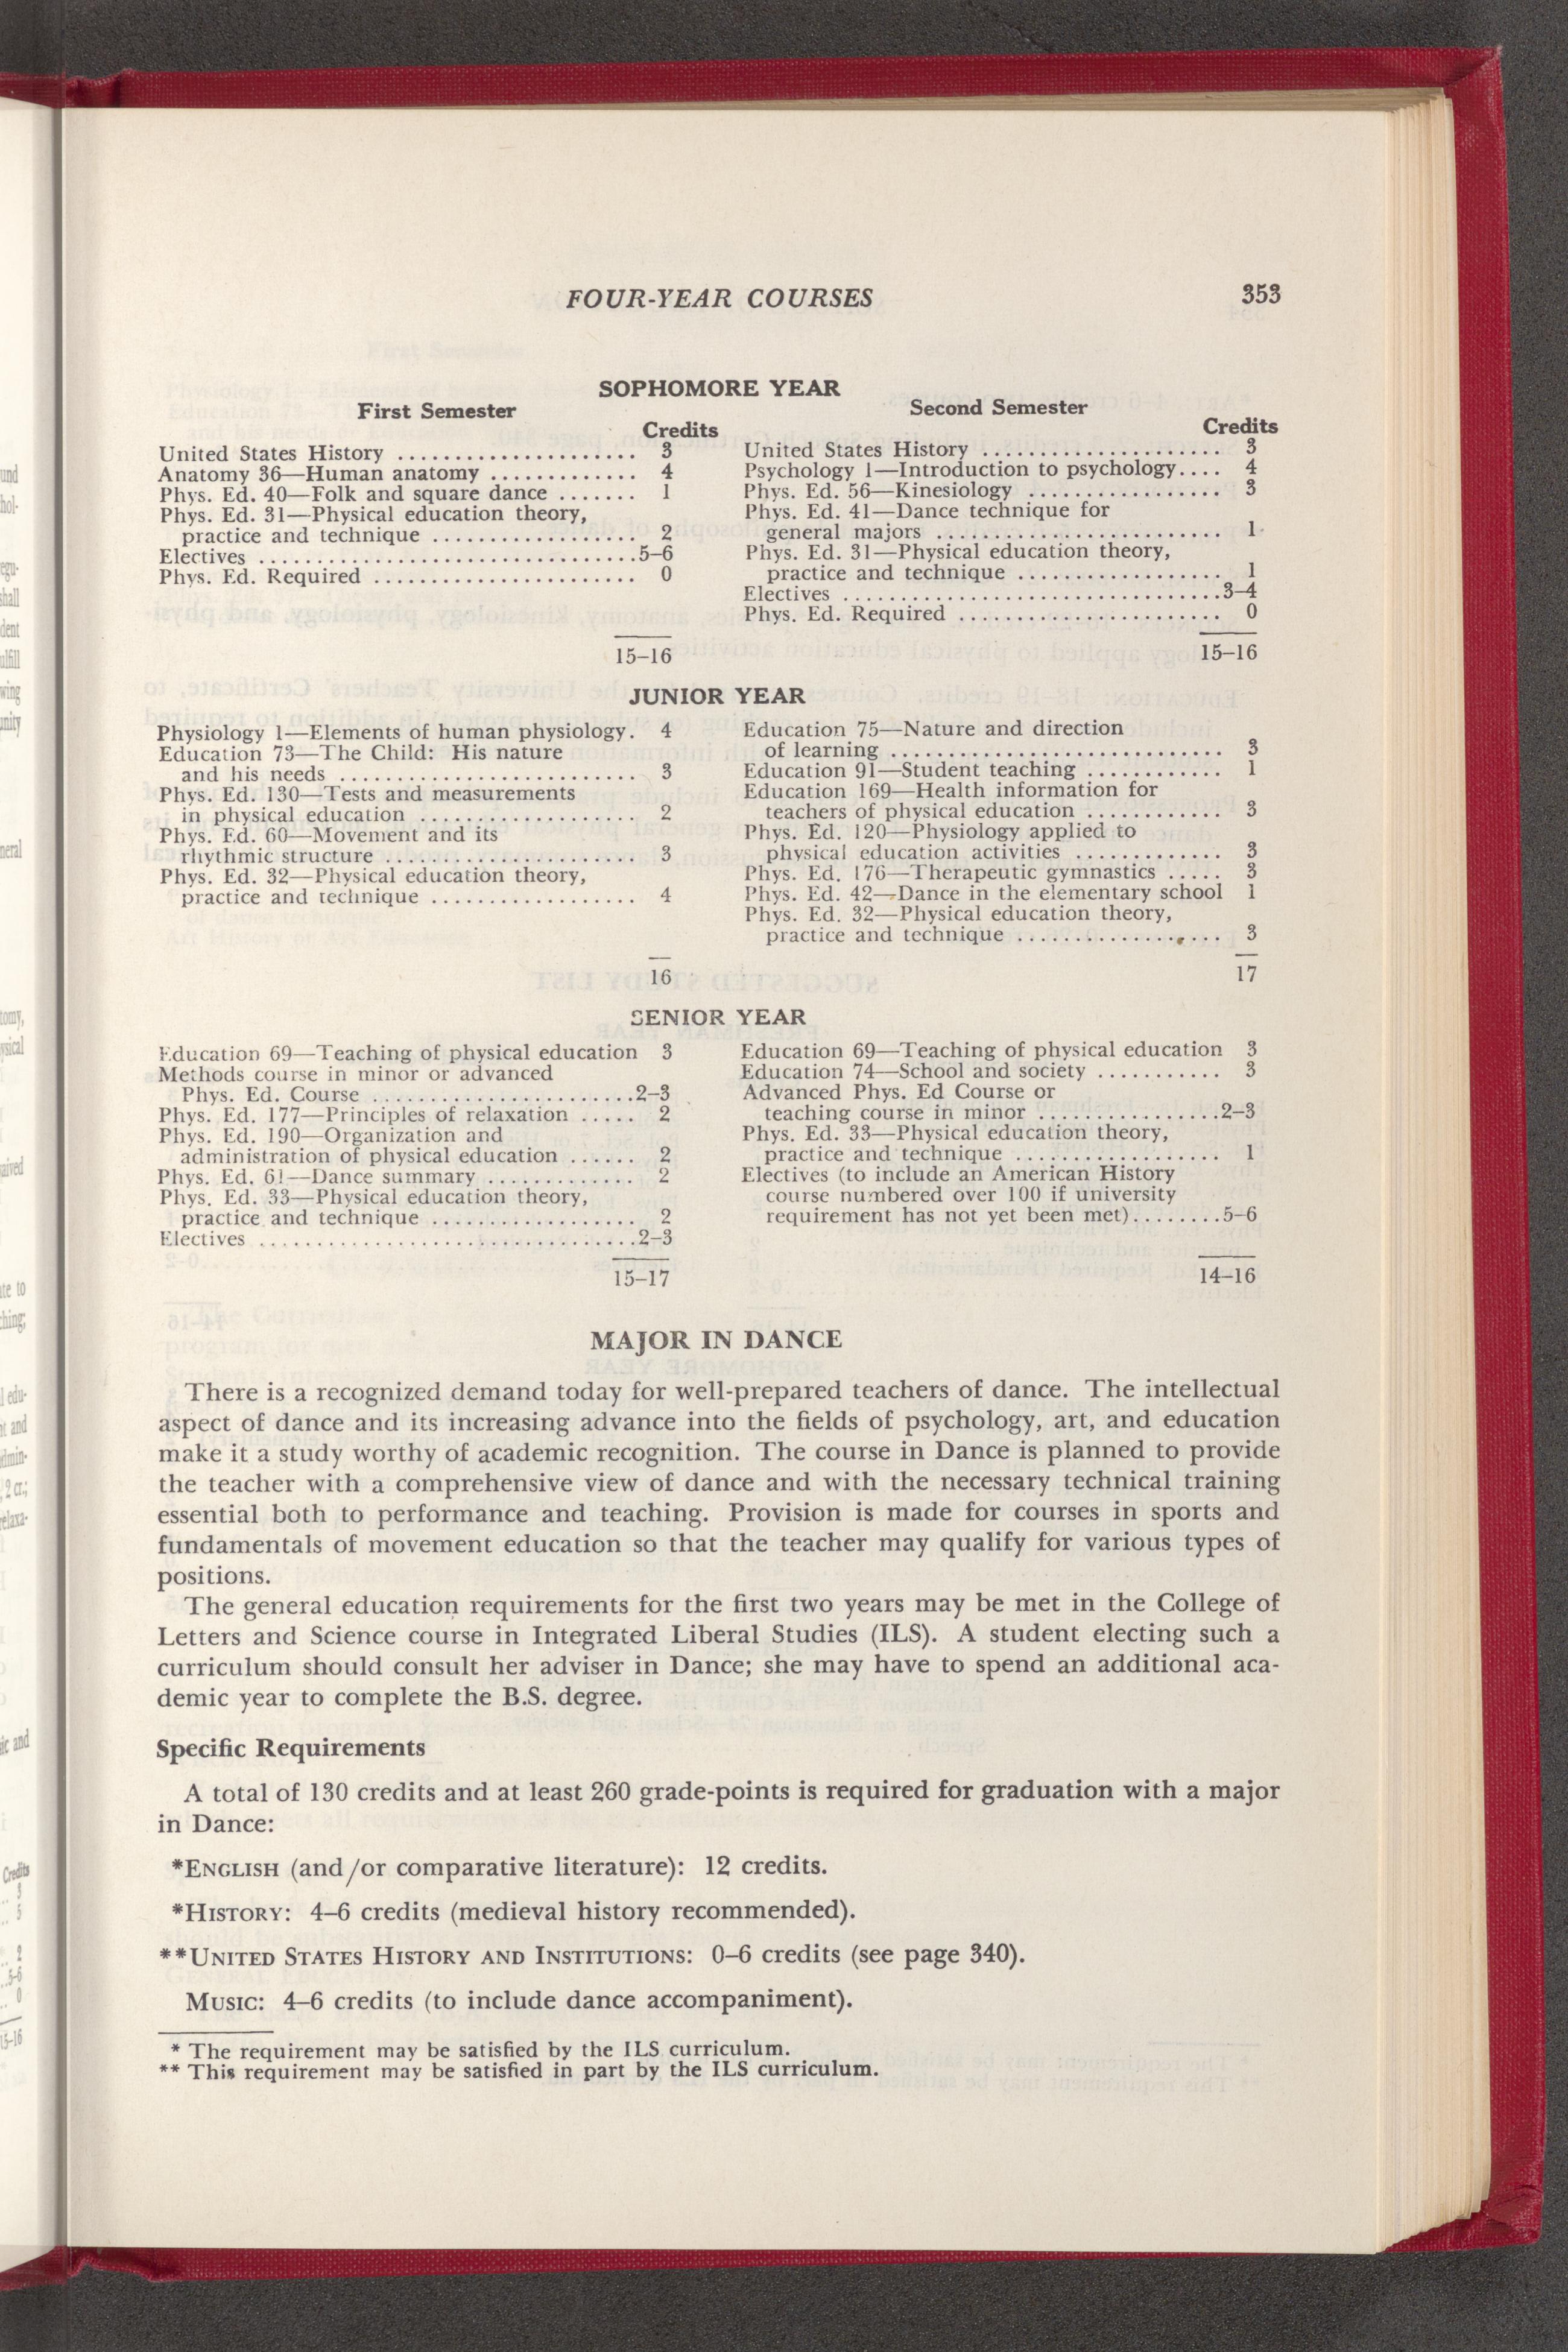 FOUR-YEAR COURSES 353
SOPHOMORE YEAR
First Semester
Credits
United States History ..................... 3
Anatomy 36—Human anatomy ............. 4
Phys. Ed. 40—Folk and square dance ....... 1
Phys. Ed. 31—Physical education theory,
practice and technique .................. 2
Electives .................................5–6
Phys. Ed. Required ....................... 0
15–16
Second Semester
Credits
United States History ..................... 3
Psychology 1—Introduction to psychology.... 4
Phys. Ed. 56—Kinesiology ................. 3
Phys. Ed. 41—Dance technique for
general majors ......................... 1
Phys. Ed. 31—Physical education theory,
practice and technique .................. 1
Electives .................................3–4
Phys. Ed. Required ....................... 0
15–16
JUNIOR YEAR
Physiology 1—Elements of human physiology. 4
Education 73—The Child: His nature
and his needs .......................... 3
Phys. Ed. 130—Tests and measurements
in physical education ................... 2
Phys. Ed. 60—Movement and its
rhythmic structure ...................... 3
Phys. Ed. 32—Physical education theory,
practice and technique .................. 4
16
Education 75—Nature and direction
of learning ............................. 3
Education 91—Student teaching ............ 1
Education 169—Health information for
teachers of physical education ............ 3
Phys. Ed. 120—Physiology applied to
physical education activities ............. 3
Phys. Ed. 176—Therapeutic gymnastics ..... 3
Phys. Ed. 42—Dance in the elementary school 1
Phys. Ed. 32—Physical education theory,
practice and technique .................. 3
17
SENIOR YEAR
Education 69—Teaching of physical education 3
Methods course in minor or advanced
Phys. Ed. Course .......................2–3
Phys. Ed. 177—Principles of relaxation ..... 2
Phys. Ed. 190—Organization and
administration of physical education ...... 2
Phys. Ed. 61—Dance summary ............. 2
Phys. Ed. 33—Physical education theory,
practice and technique .................. 2
Electives .................................2–3
15–17
Education 69—Teaching of physical education 3
Education 74—School and society ........... 3
Advanced Phys. Ed Course or
teaching course in minor ................2–3
Phys. Ed. 33—Physical education theory,
practice and technique .................. 1
Electives (to include an American History
course numbered over 100 if university
requirement has not yet been met)........5–6
14–16
MAJOR IN DANCE
There is a recognized demand today for well-prepared teachers of dance. The intellectual
aspect of dance and its increasing advance into the fields of psychology, art, and education
make it a study worthy of academic recognition. The course in Dance is planned to provide
the teacher with a comprehensive view of dance and with the necessary technical training
essential both to performance and teaching. Provision is made for courses in sports and
fundamentals of movement education so that the teacher may qualify for various types of
positions.
The general education requirements for the first two years may be met in the College of
Letters and Science course in Integrated Liberal Studies (ILS). A student electing such a
curriculum should consult her adviser in Dance; she may have to spend an additional aca-
demic year to complete the B.S. degree.
Specific Requirements
A total of 130 credits and at least 260 grade-points is required for graduation with a major
in Dance:
*ENGLISH (and/or comparative literature): 12 credits.
*HISTORY: 4–6 credits (medieval history recommended).
**UNITED STATES HISTORY AND INSTITUTIONS: 0–6 credits (see page 340).
MUSIC: 4–6 credits (to include dance accompaniment).
* The requirement may be satisfied by the ILS curriculum.
** This requirement may be satisfied in part by the ILS curriculum.